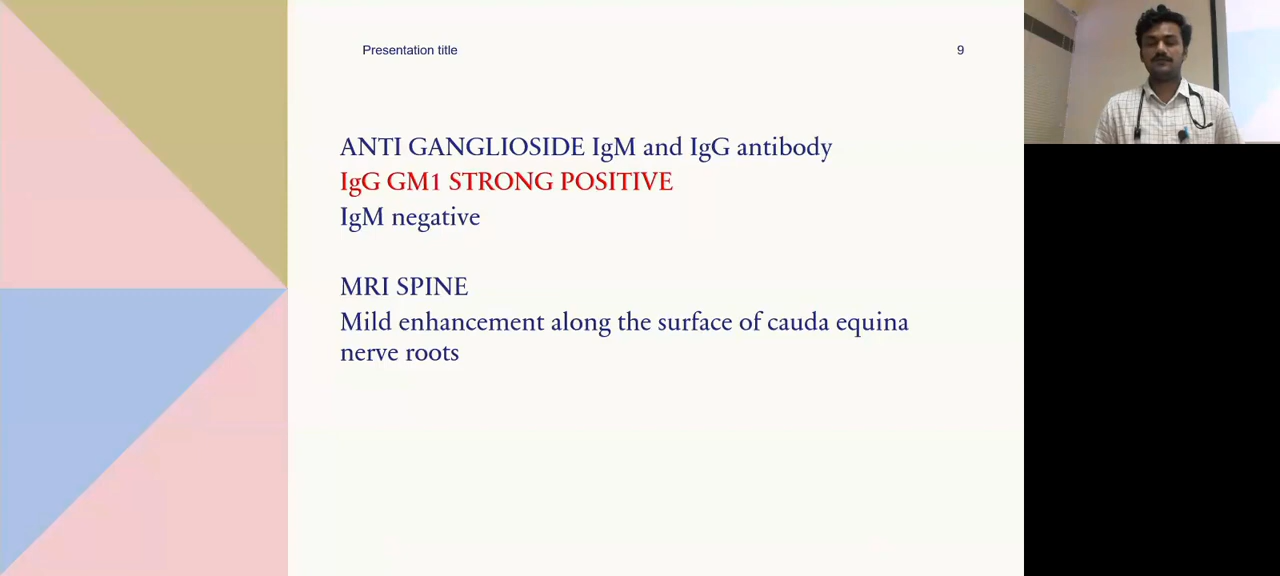 Presentation title
9
ANTI GANGLIOSIDE IgM and IgG antibody
IgG GM1 STRONG POSITIVE
IgM negative
MRI SPINE
Mild enhancement along the surface of cauda equina
nerve roots